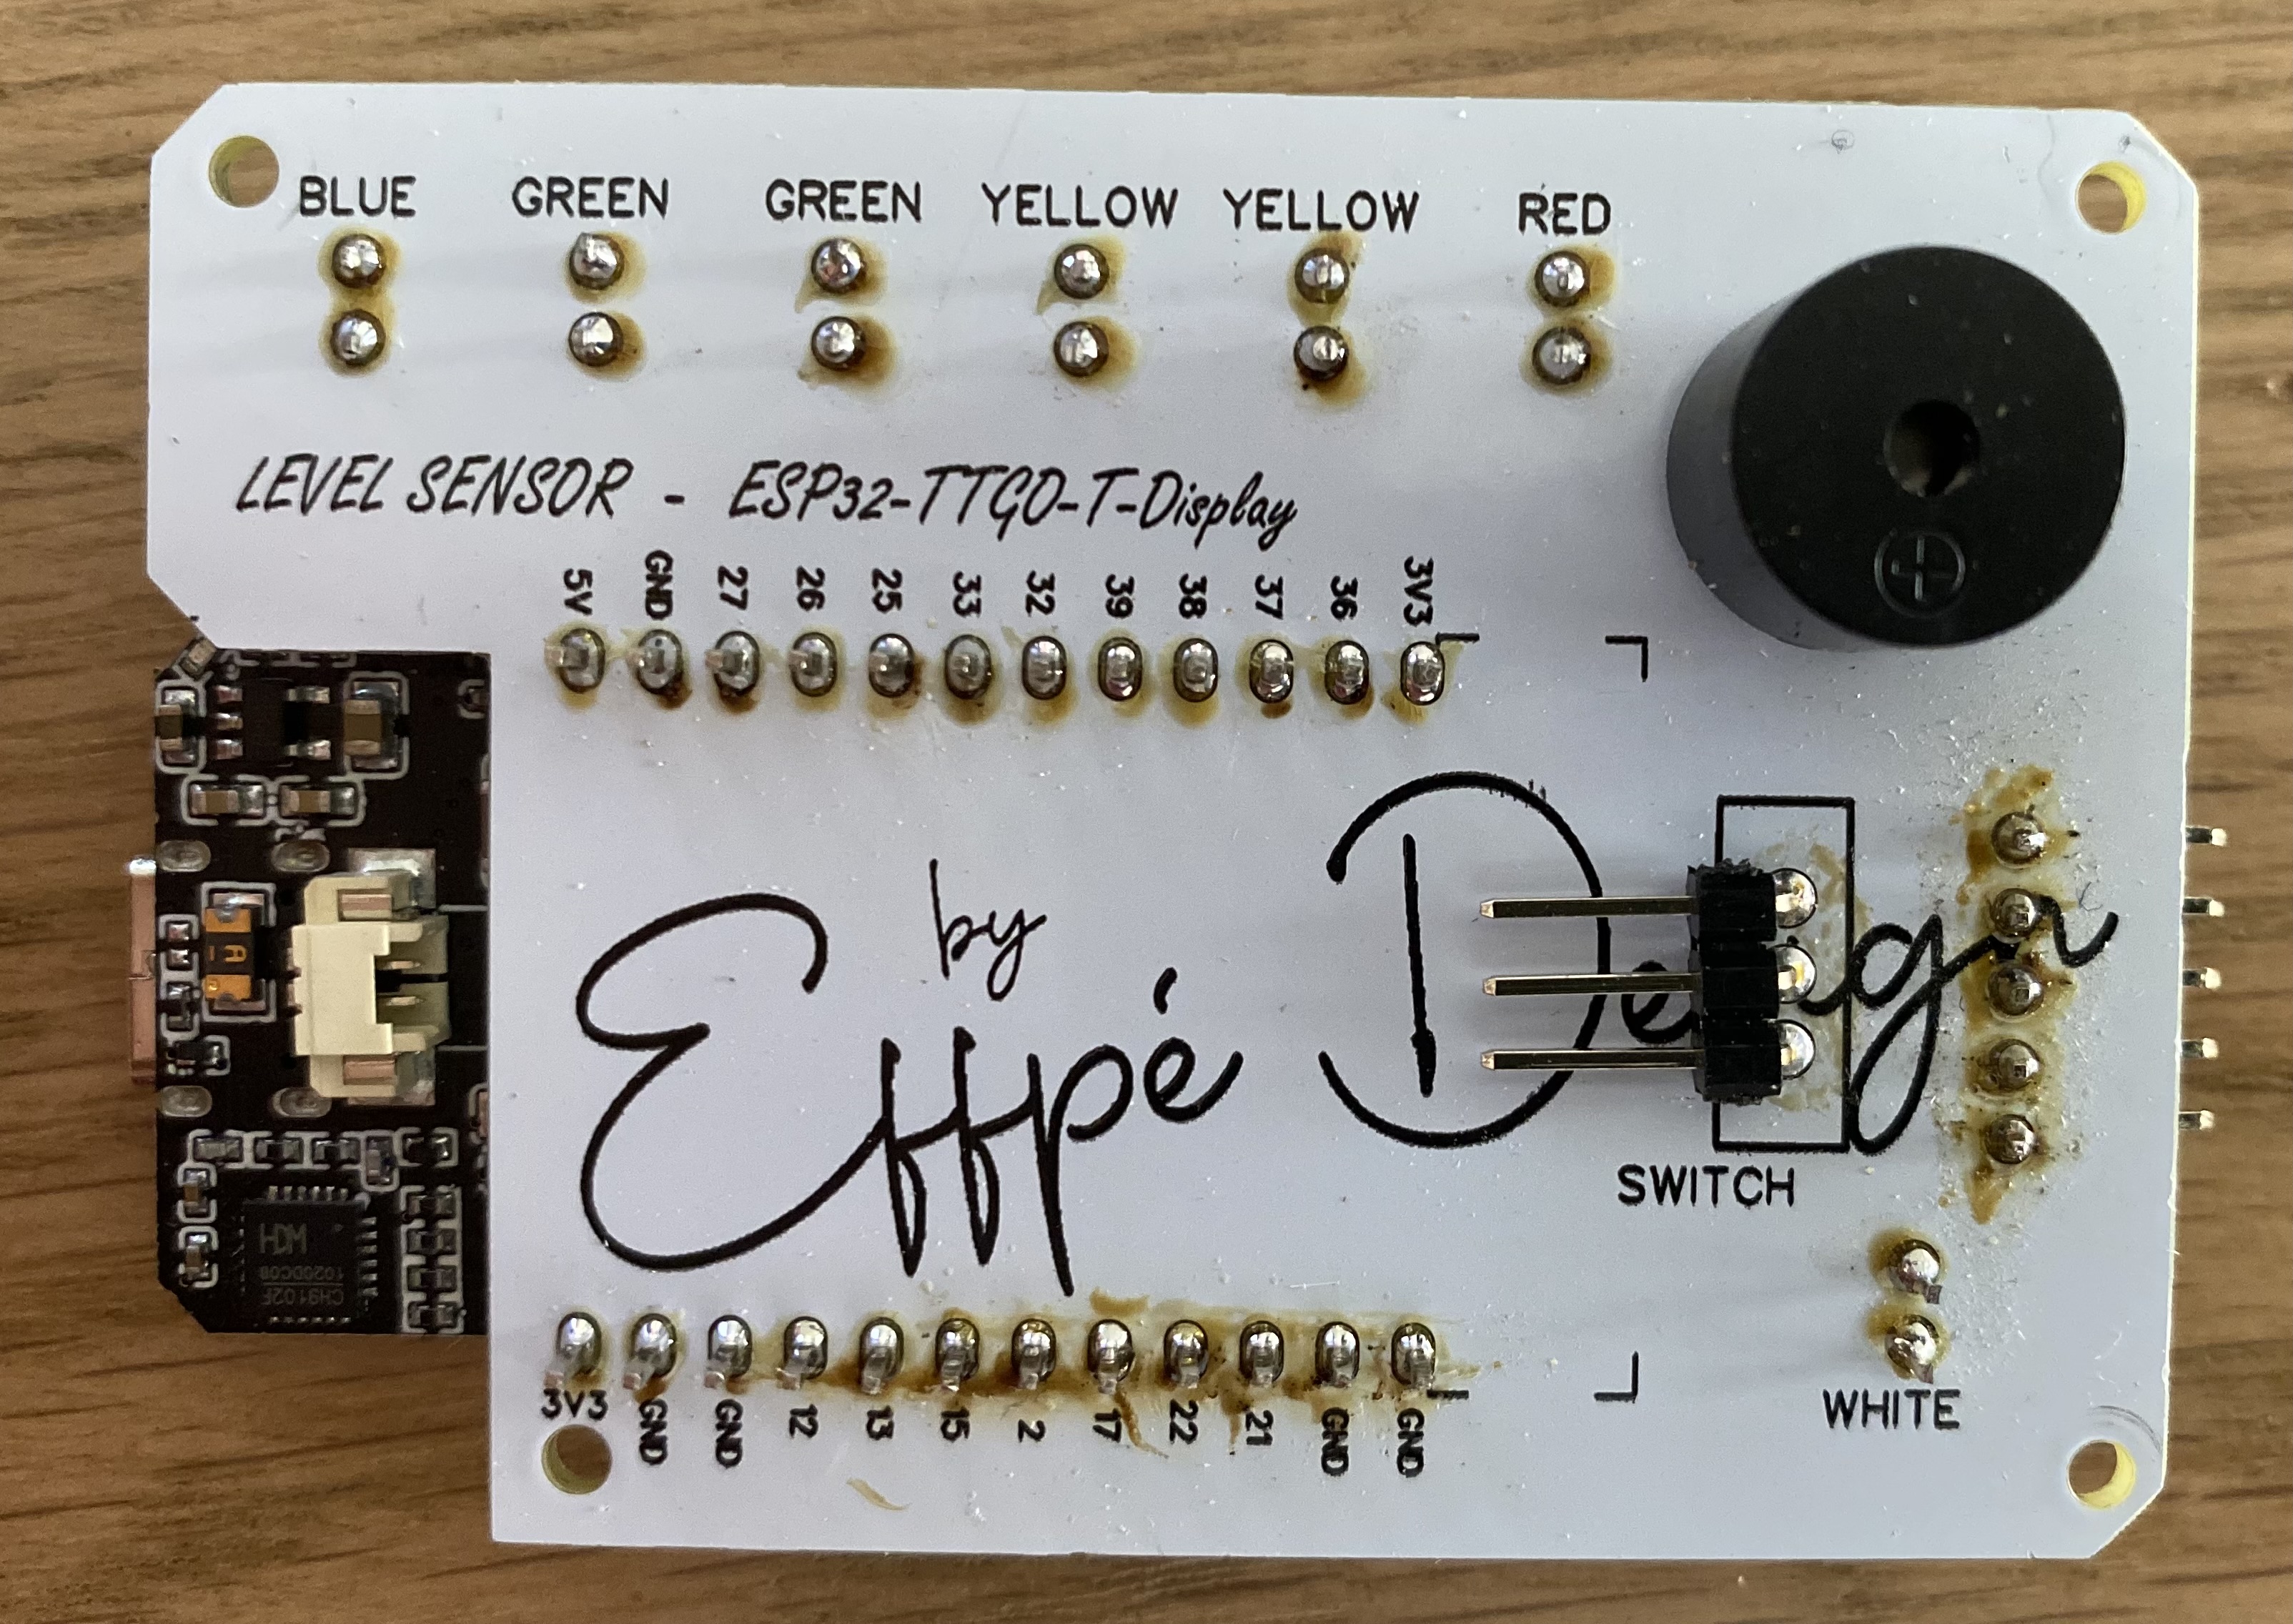 BLUE GREEN GREEN YELLOW YELLOW RED
LEVEL SENSOR - ESP32-TTGO-T-Display
5V GND 27 26 25 33 32 39 38 37 36 3V3
+
A
by
Effpé Design
SWITCH
WCH
1020DC08
CH9102F
3V3 GND GND 12 13 15 2 17 22 21 GND GND
WHITE